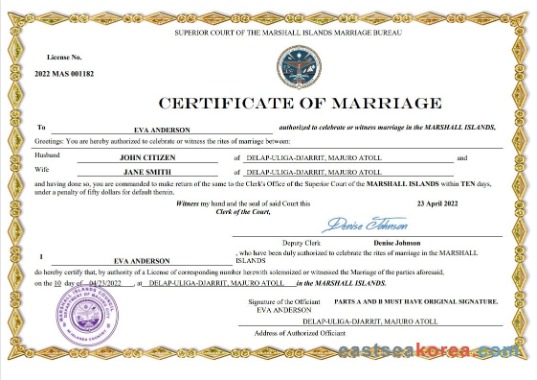 SUPERIOR COURT OF THE MARSHALL ISLANDS MARRIAGE BUREAU
License No.
2022 MAS 001182
CERTIFICATE OF MARRIAGE
To EVA ANDERSON authorized to celebrate or witness marriage in the MARSHALL ISLANDS,
Greetings: You are hereby authorized to celebrate or witness the rites of marriage between:
Husband JOHN CITIZEN of DELAP-ULIGA-DJARRIT, MAJURO ATOLL and
Wife JANE SMITH of DELAP-ULIGA-DJARRIT, MAJURO ATOLL
and having done so, you are commanded to make return of the same to the Clerk's Office of the Superior Court of the MARSHALL ISLANDS within TEN days,
under a penalty of fifty dollars for default therein.
Witness my hand and the seal of said Court this 23 April 2022
Clerk of the Court,
Denise Johnson
Deputy Clerk Denise Johnson
I EVA ANDERSON , who have been duly authorized to celebrate the rites of marriage in the MARSHALL
ISLANDS
do hereby certify that, by authority of a License of corresponding number herewith solemnized or witnessed the Marriage of the parties aforesaid,
on the 10 day of 04/23/2022 , at DELAP-ULIGA-DJARRIT, MAJURO ATOLL in the MARSHALL ISLANDS.
Signature of the Officiant PARTS A AND B MUST HAVE ORIGINAL SIGNATURE.
EVA ANDERSON
DELAP-ULIGA-DJARRIT, MAJURO ATOLL
Address of Authorized Officiant
eastseakorea.com